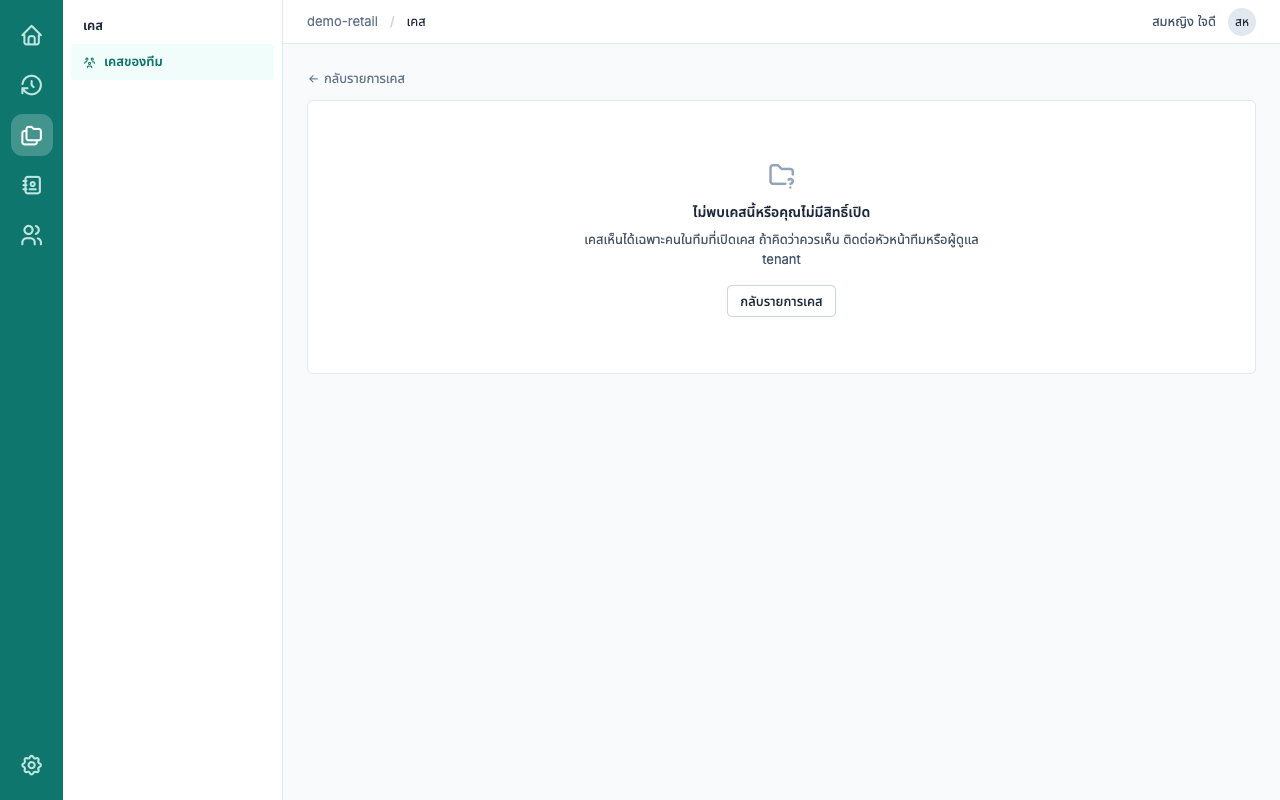 เคส
เคสของทีม
demo-retail / เคส
สมหญิง ใจดี
สห
← กลับรายการเคส
ไม่พบเคสนี้หรือคุณไม่มีสิทธิ์เปิด
เคสเห็นได้เฉพาะคนในทีมที่เปิดเคส ถ้าคิดว่าควรเห็น ติดต่อหัวหน้าทีมหรือผู้ดูแล
tenant
กลับรายการเคส